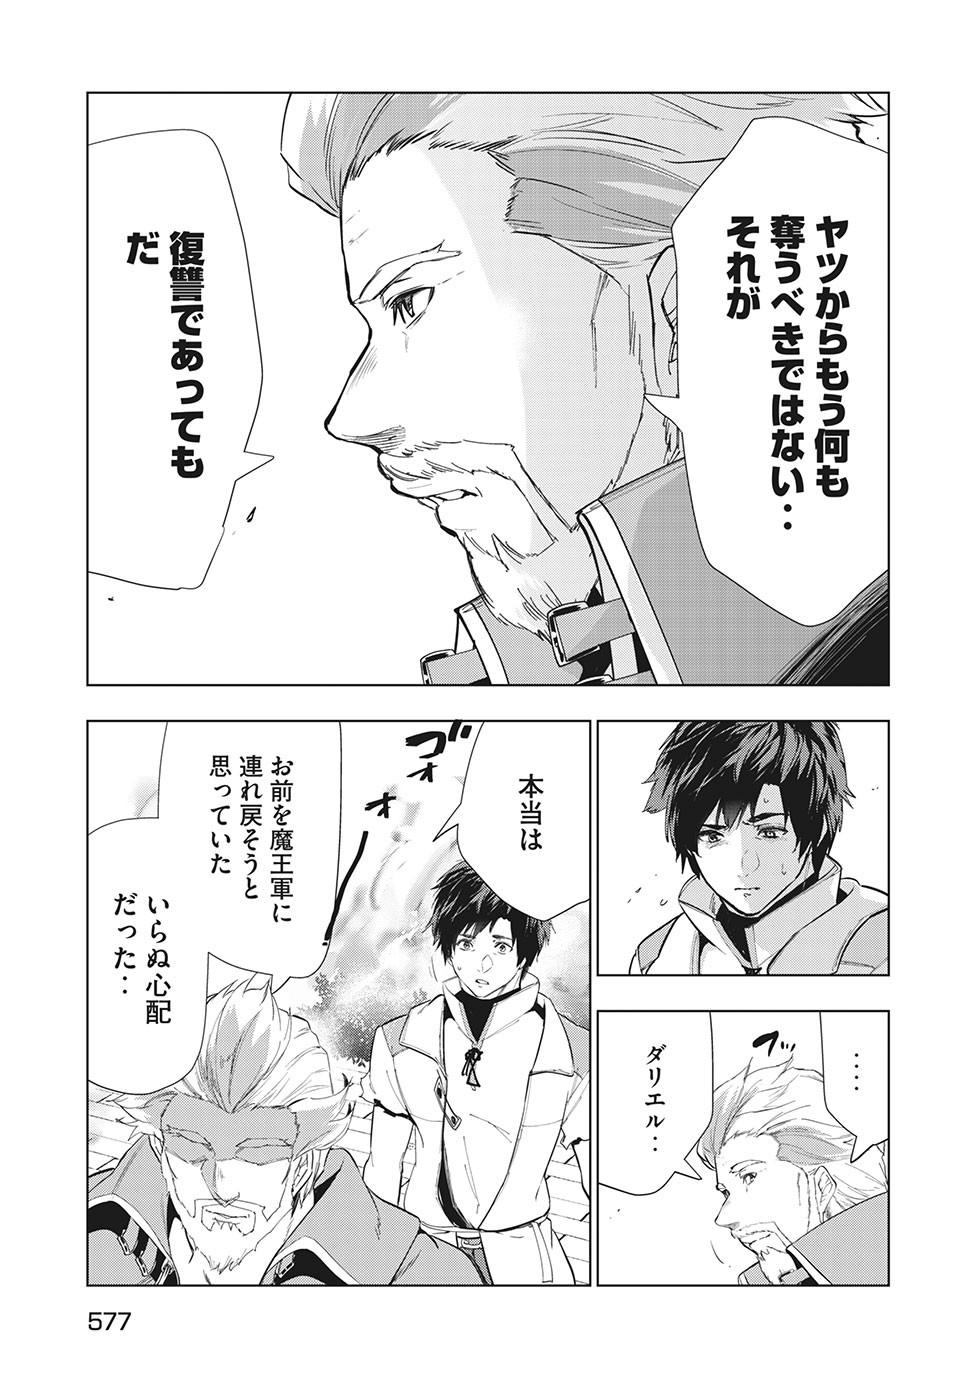 ヤツからもう何も
奪うべきではない‥
それが
復讐であっても
だ
‥‥
ダリエル‥
本当は
お前を魔王軍に
連れ戻そうと
思っていた
いらぬ心配
だった‥
ゴォォ
577